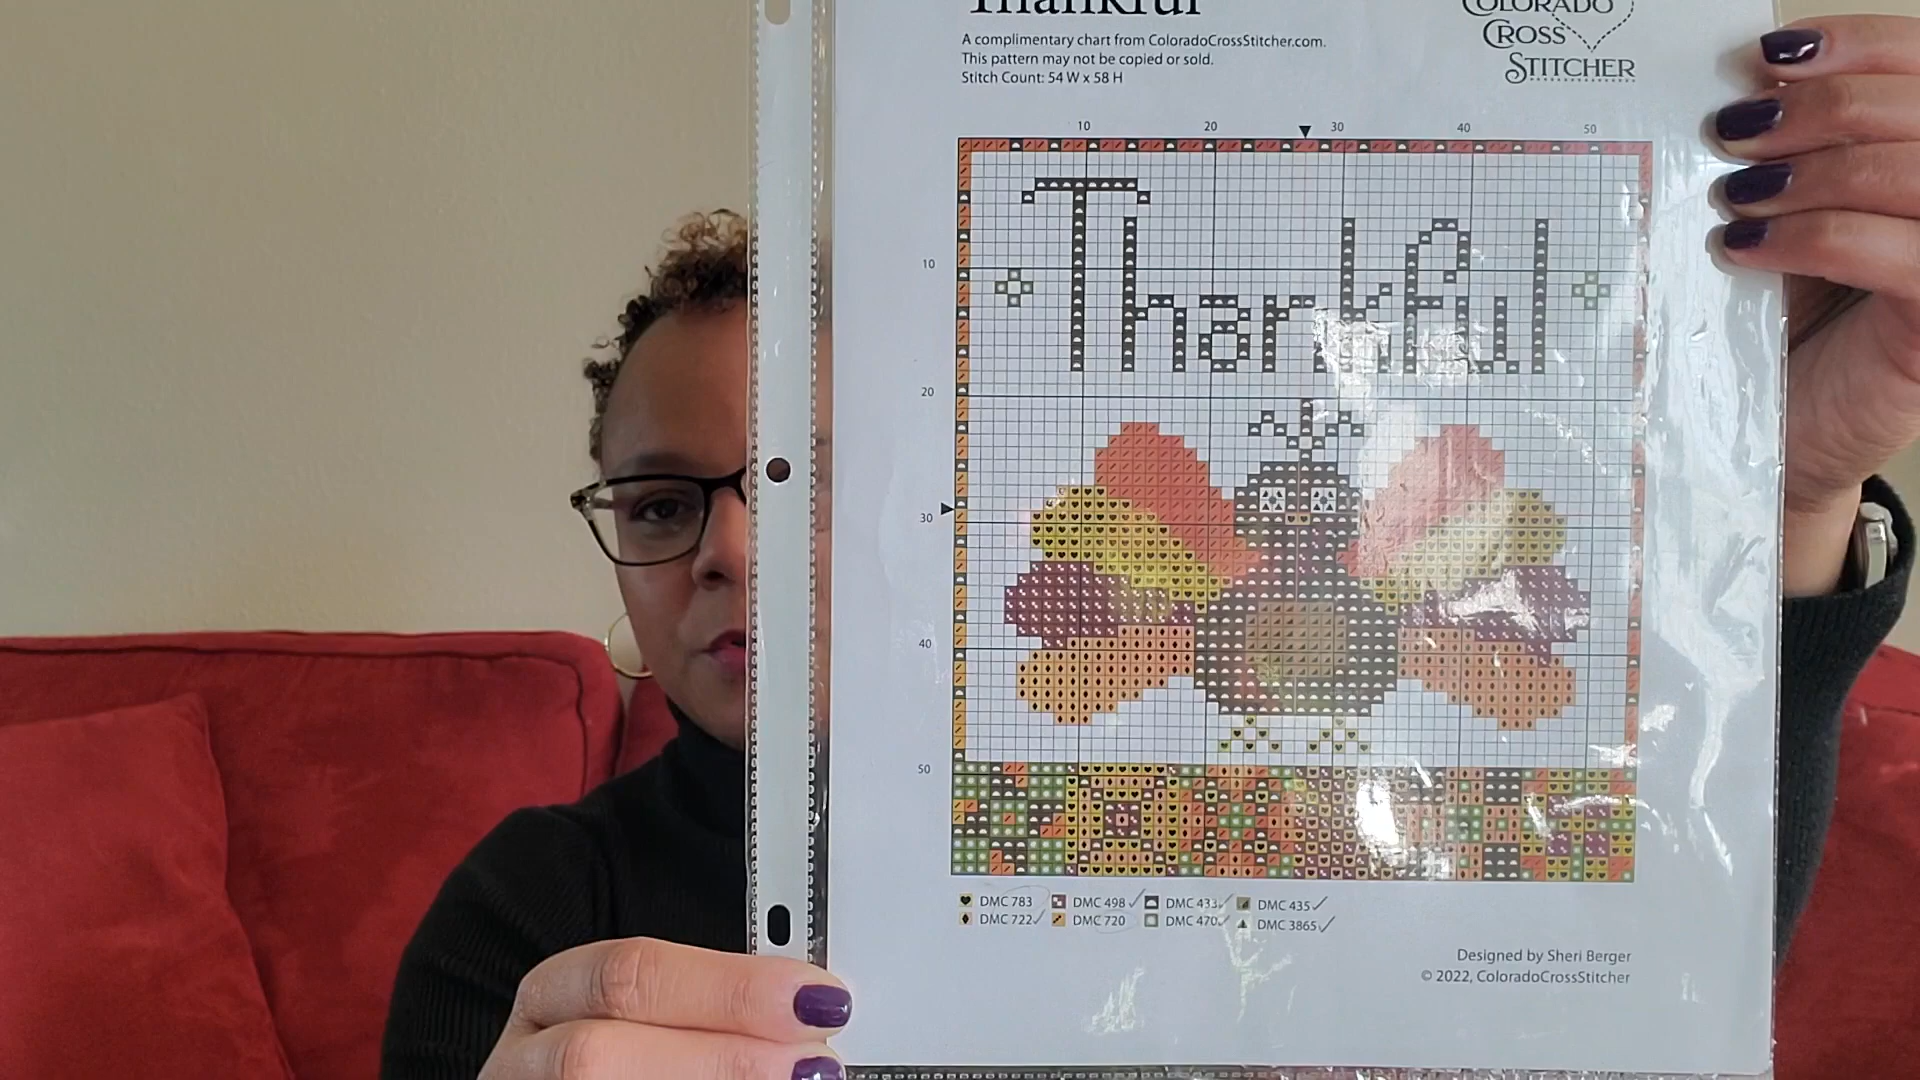 Thankful
COLORADO
CROSS
STITCHER
A complimentary chart from ColoradoCrossStitcher.com.
This pattern may not be copied or sold.
Stitch Count: 54 W x 58 H
10 20 30 40 50
Thankful
10
20
30
40
50
DMC 783 DMC 498 ✓ DMC 433 ✓ DMC 435 ✓
DMC 722 ✓ DMC 720 DMC 470 ✓ DMC 3865 ✓
Designed by Sheri Berger
© 2022, ColoradoCrossStitcher